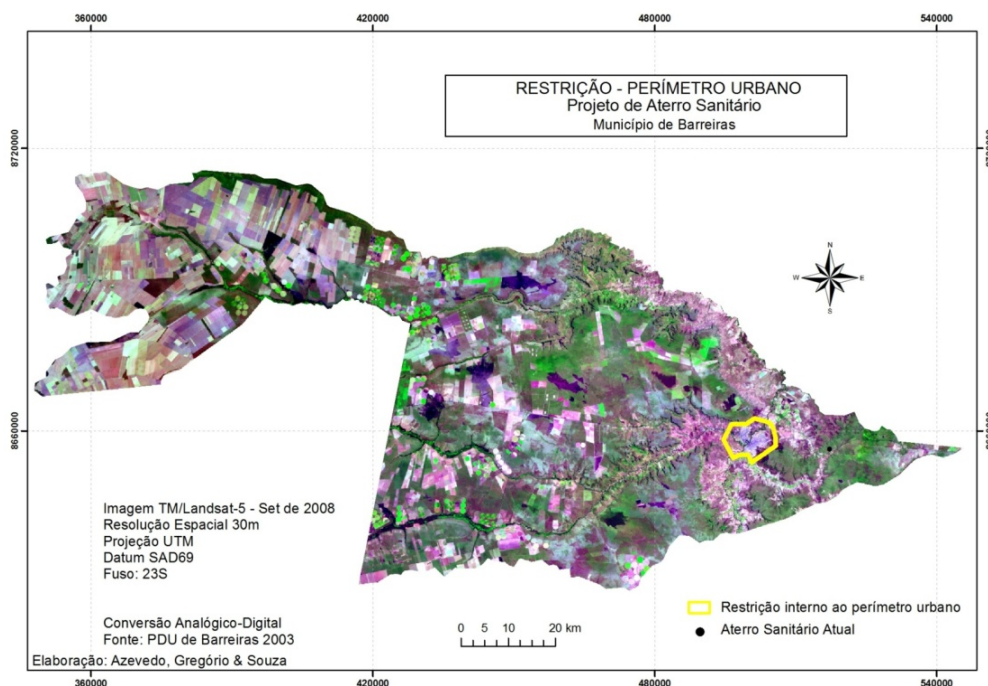 360000 420000 480000 540000
RESTRIÇÃO - PERÍMETRO URBANO
Projeto de Aterro Sanitário
Município de Barreiras
8720000 8720000
N
W E
S
8660000 8660000
Imagem TM/Landsat-5 - Set de 2008
Resolução Espacial 30m
Projeção UTM
Datum SAD69
Fuso: 23S
Conversão Analógico-Digital
Fonte: PDU de Barreiras 2003
Elaboração: Azevedo, Gregório & Souza
0 5 10 20 km
Restrição interno ao perímetro urbano
Aterro Sanitário Atual
360000 420000 480000 540000